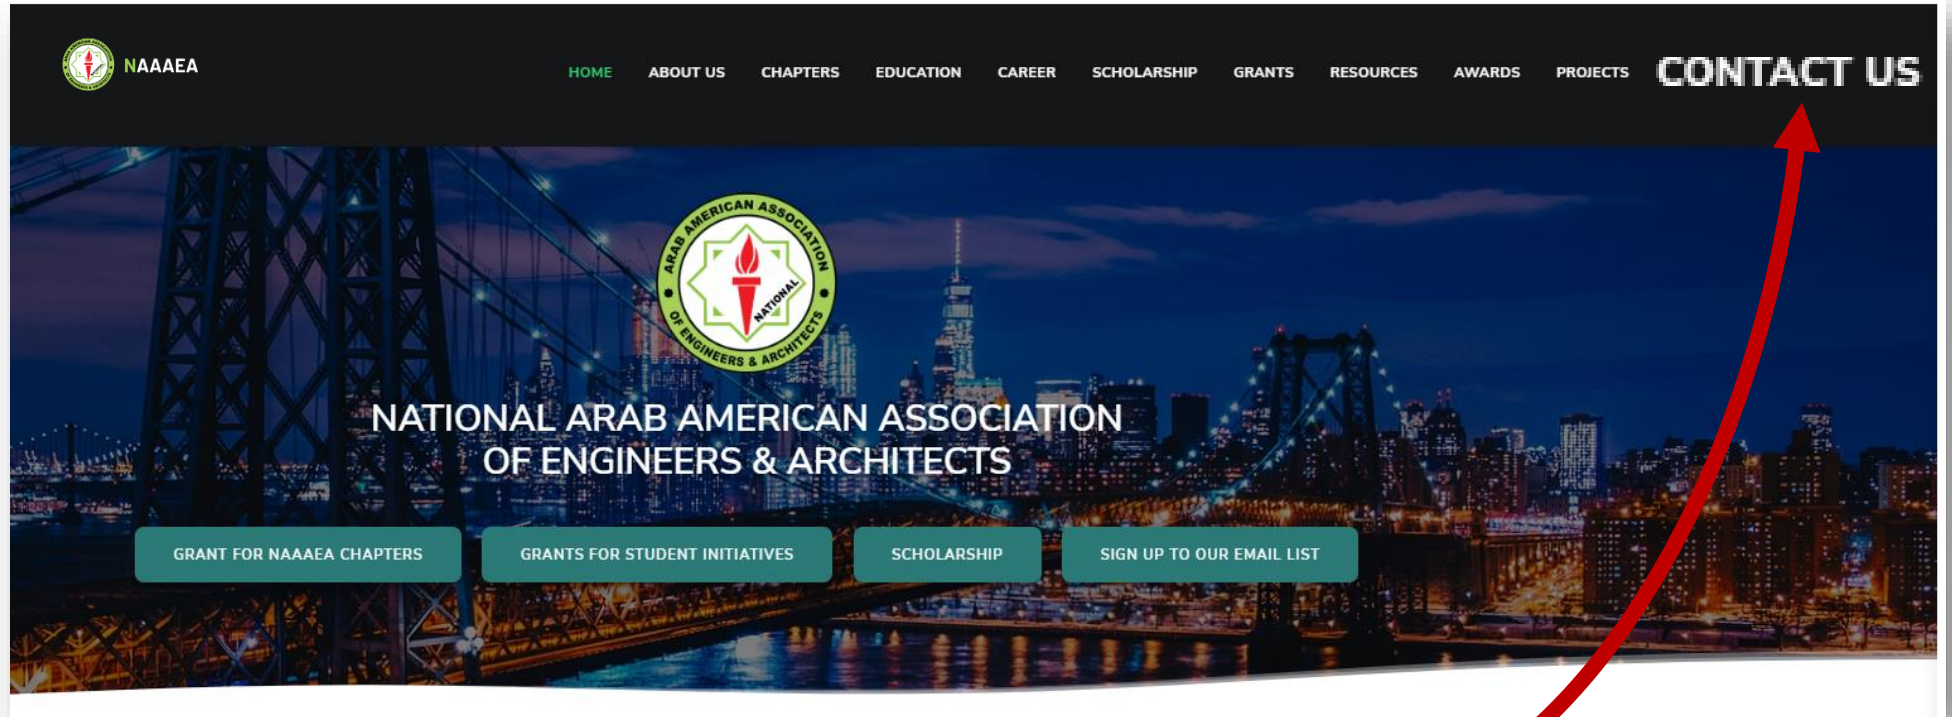 NAAAEA
HOME ABOUT US CHAPTERS EDUCATION CAREER SCHOLARSHIP GRANTS RESOURCES AWARDS PROJECTS CONTACT US
ARAB AMERICAN ASSOCIATION
OF ENGINEERS & ARCHITECTS
NATIONAL
NATIONAL ARAB AMERICAN ASSOCIATION
OF ENGINEERS & ARCHITECTS
GRANT FOR NAAAEA CHAPTERS
GRANTS FOR STUDENT INITIATIVES
SCHOLARSHIP
SIGN UP TO OUR EMAIL LIST